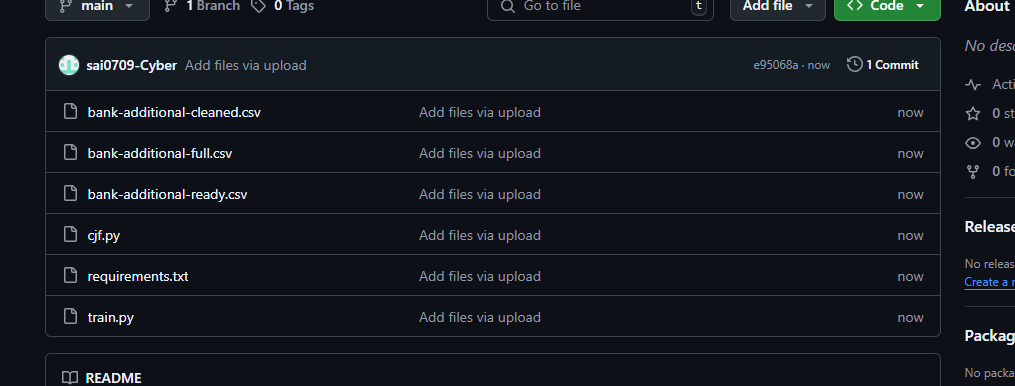 main 1 Branch 0 Tags Go to file t Add file Code About
No desc
sai0709-Cyber Add files via upload e95068a · now 1 Commit
Acti
bank-additional-cleaned.csv Add files via upload now
0 st
bank-additional-full.csv Add files via upload now
0 wa
0 fo
bank-additional-ready.csv Add files via upload now
cjf.py Add files via upload now
Release
No releas
requirements.txt Add files via upload now
Create a r
train.py Add files via upload now
Packag
No packa
README